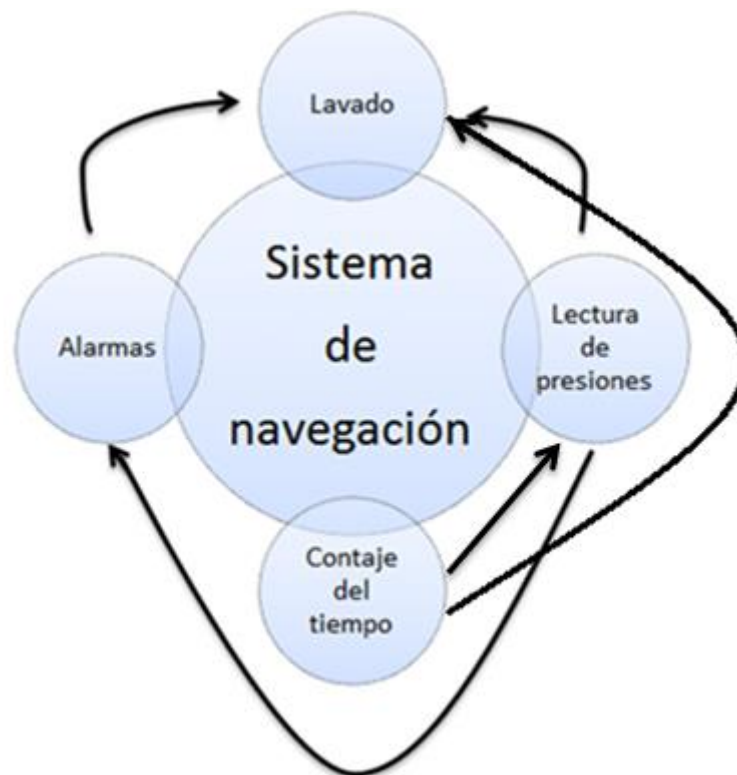 Lavado
Sistema
de
navegación
Alarmas
Lectura
de
presiones
Contaje
del
tiempo